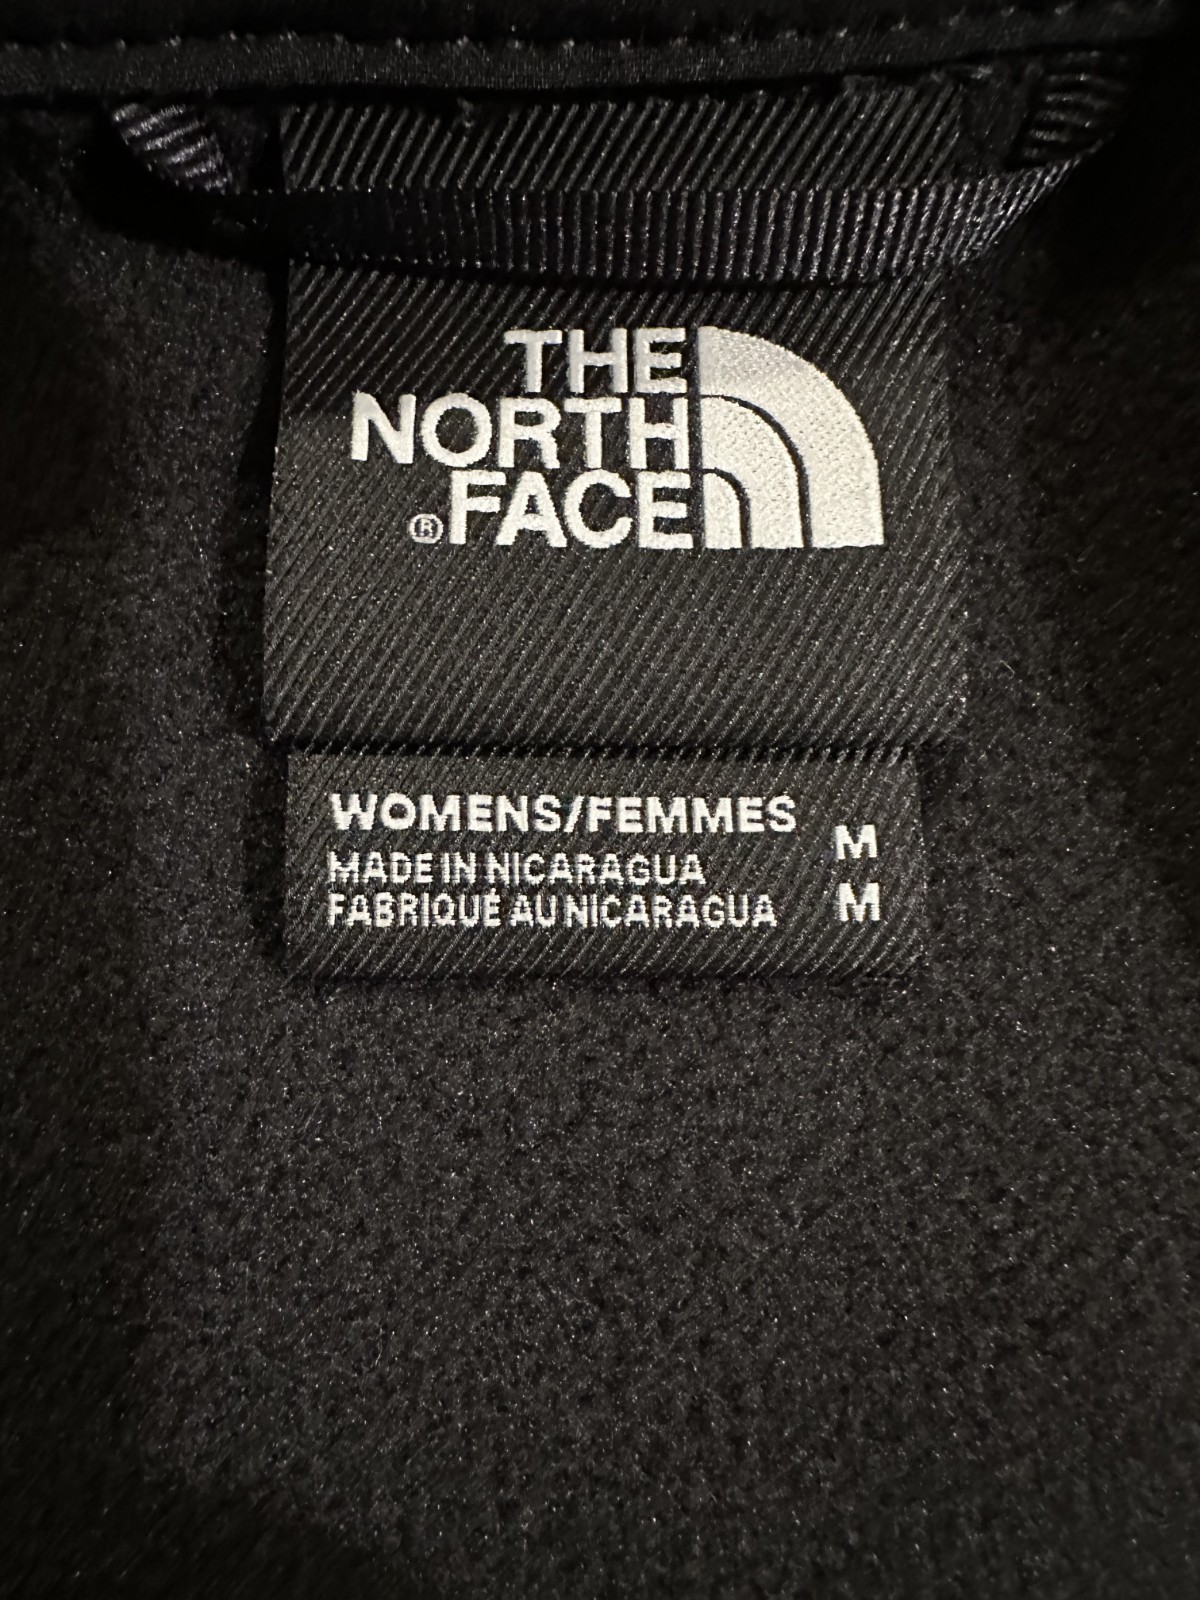 THE
NORTH
®FACE
WOMENS/FEMMES M
MADE IN NICARAGUA
FABRIQUÉ AU NICARAGUA M